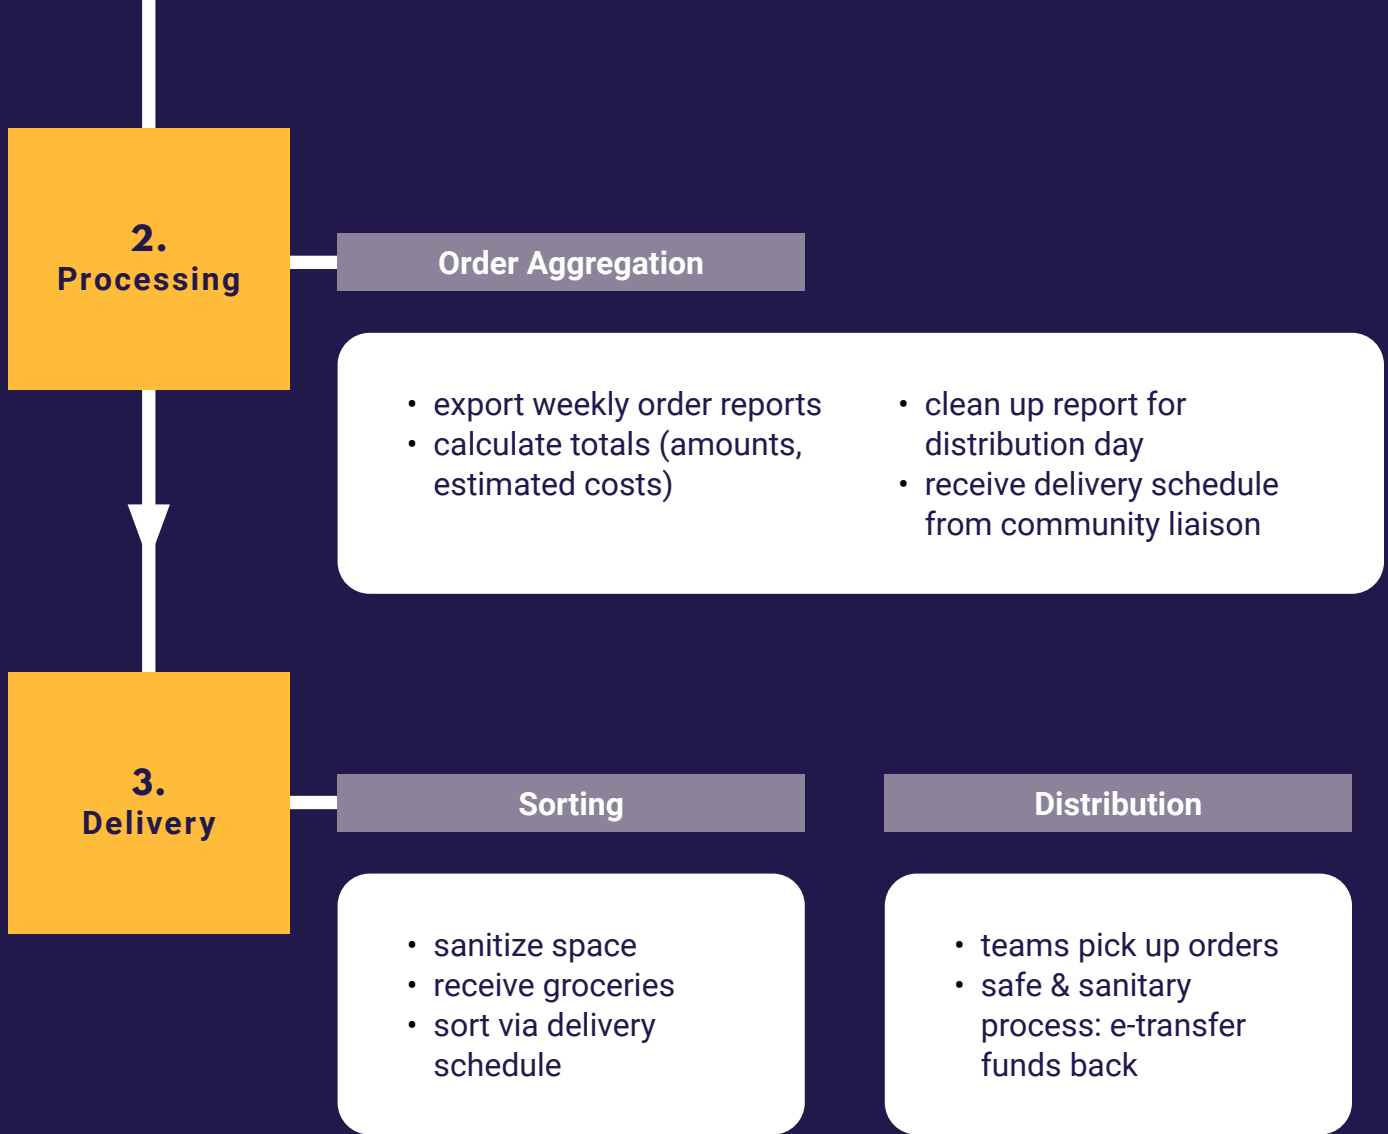 2.
Processing
Order Aggregation
• export weekly order reports
• calculate totals (amounts,
estimated costs)
• clean up report for
distribution day
• receive delivery schedule
from community liaison
3.
Delivery
Sorting
• sanitize space
• receive groceries
• sort via delivery
schedule
Distribution
• teams pick up orders
• safe & sanitary
process: e-transfer
funds back